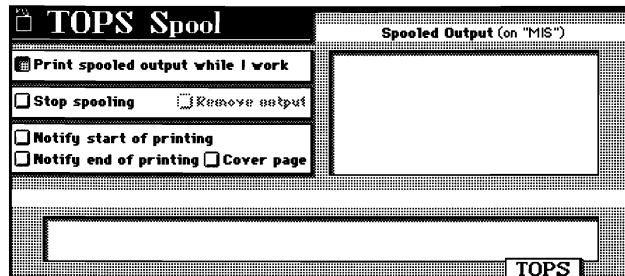 TOPS Spool
Spooled Output (on "MIS")
Print spooled output while I work
Stop spooling Remove output
Notify start of printing
Notify end of printing Cover page
TOPS